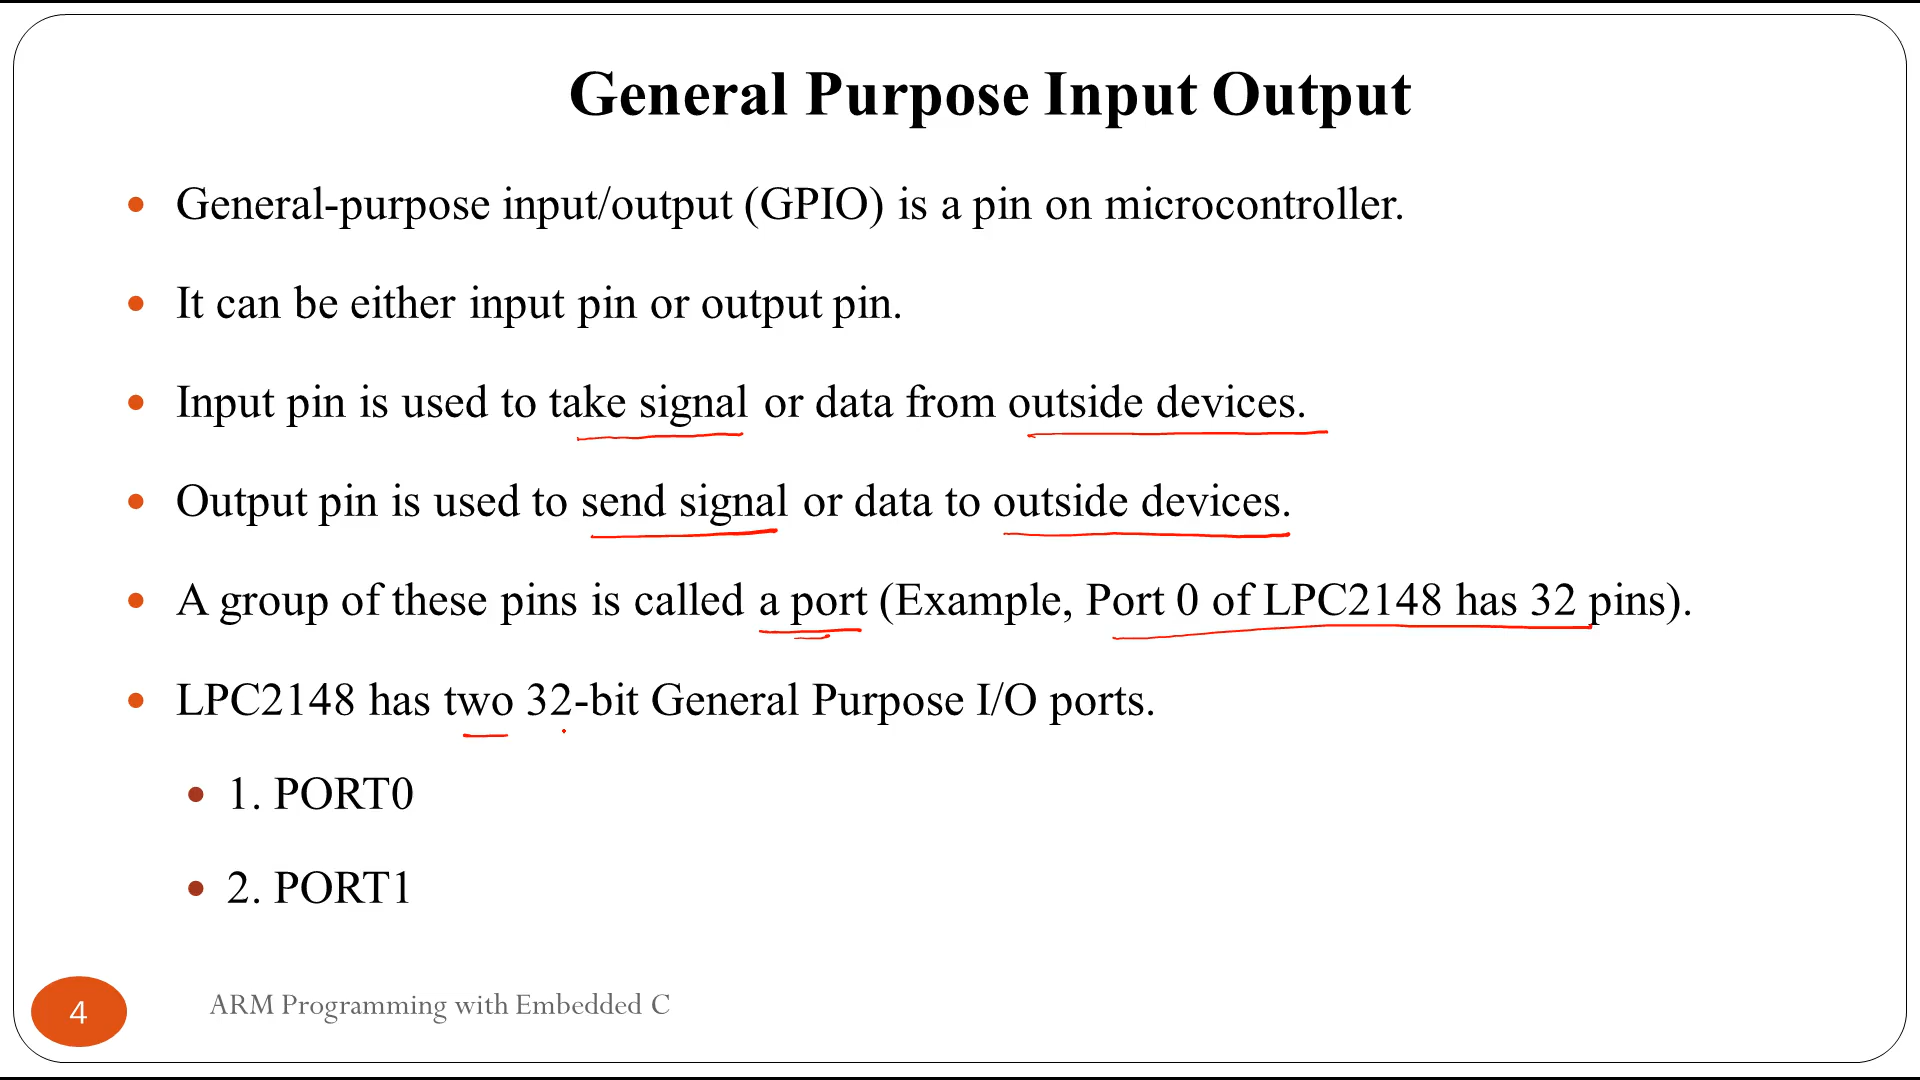 General Purpose Input Output
General-purpose input/output (GPIO) is a pin on microcontroller.
It can be either input pin or output pin.
Input pin is used to take signal or data from outside devices.
Output pin is used to send signal or data to outside devices.
A group of these pins is called a port (Example, Port 0 of LPC2148 has 32 pins).
LPC2148 has two 32-bit General Purpose I/O ports.
1. PORT0
2. PORT1
4
ARM Programming with Embedded C